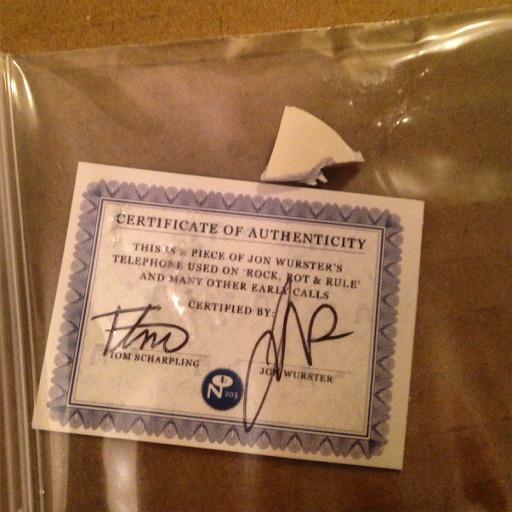 CERTIFICATE OF AUTHENTICITY
THIS IS A PIECE OF JON WURSTER'S
TELEPHONE USED ON 'ROCK, ROT & RULE'
AND MANY OTHER EARLY CALLS
CERTIFIED BY:
TOM SCHARPLING
JON WURSTER
N 203